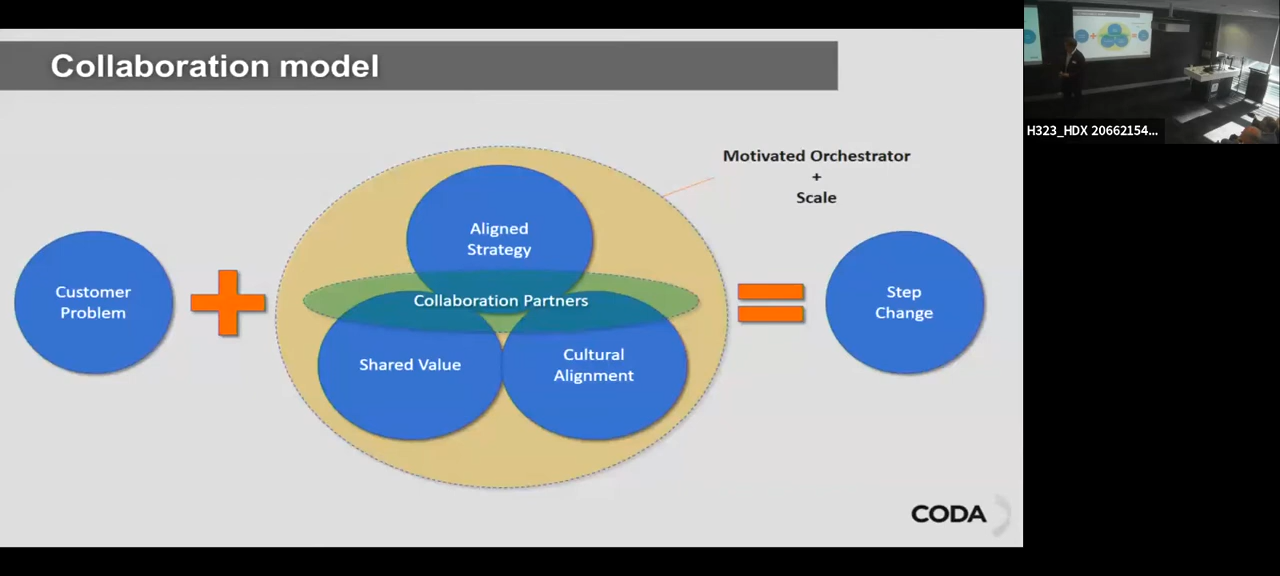 Collaboration model
H323_HDX 20662154...
Motivated Orchestrator
+
Scale
Aligned
Strategy
Customer
Problem
Collaboration Partners
Step
Change
Shared Value
Cultural
Alignment
CODA